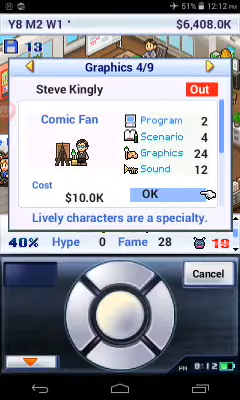 51% 12:12 PM
Y8 M2 W1 $6,408.0K
13
Graphics 4/9
Steve Kingly Out
Comic Fan
Program 2
Scenario 4
Graphics 24
Sound 12
Cost
$10.0K
OK
Lively characters are a specialty.
40% Hype 0 Fame 28 19
Cancel
PM 0:12